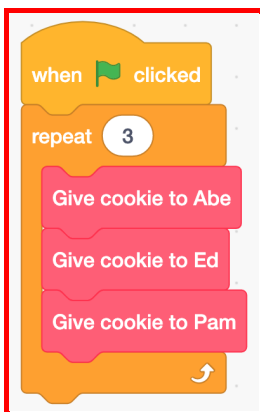 when clicked
repeat 3
Give cookie to Abe
Give cookie to Ed
Give cookie to Pam